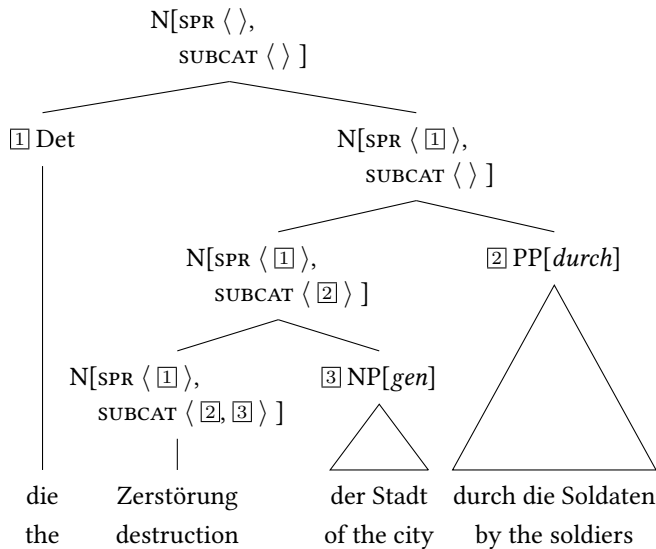 N[SPR ⟨ ⟩,
SUBCAT ⟨ ⟩ ]
1 Det
N[SPR ⟨ 1 ⟩,
SUBCAT ⟨ ⟩ ]
N[SPR ⟨ 1 ⟩,
SUBCAT ⟨ 2 ⟩ ]
2 PP[durch]
N[SPR ⟨ 1 ⟩,
SUBCAT ⟨ 2, 3 ⟩ ]
3 NP[gen]
die Zerstörung der Stadt durch die Soldaten
the destruction of the city by the soldiers